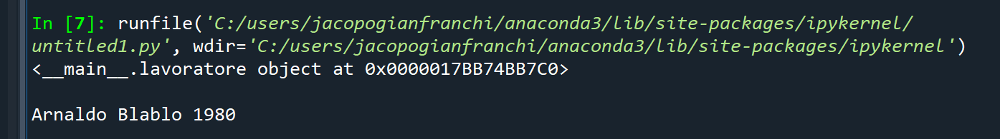 In [7]: runfile('C:/users/jacopogianfranchi/anaconda3/lib/site-packages/ipykernel/
untitled1.py', wdir='C:/users/jacopogianfranchi/anaconda3/lib/site-packages/ipykernel')
<__main__.lavoratore object at 0x0000017BB74BB7C0>
Arnaldo Blablo 1980